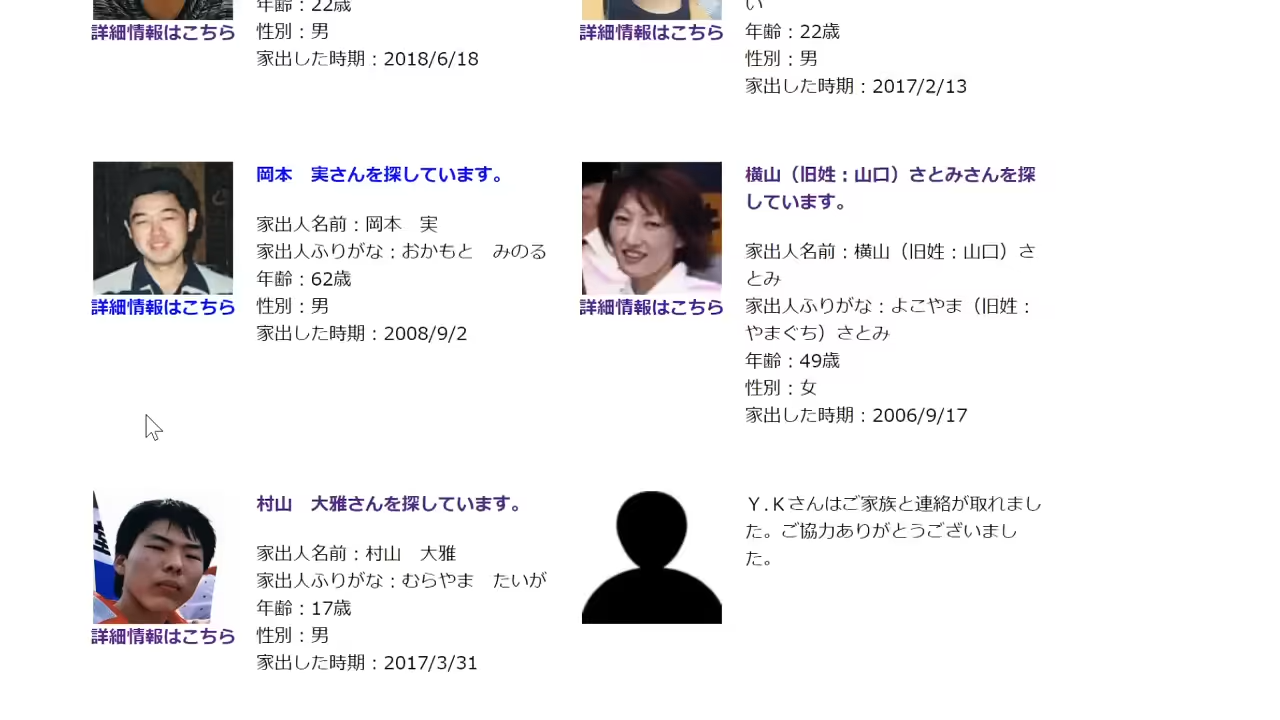 年齢：22歳
詳細情報はこちら
性別：男
家出した時期：2018/6/18
い
詳細情報はこちら
年齢：22歳
性別：男
家出した時期：2017/2/13
岡本　実さんを探しています。
家出人名前：岡本　実
家出人ふりがな：おかもと　みのる
年齢：62歳
詳細情報はこちら
性別：男
家出した時期：2008/9/2
横山（旧姓：山口）さとみさんを探
しています。
家出人名前：横山（旧姓：山口）さ
とみ
詳細情報はこちら
家出人ふりがな：よこやま（旧姓：
やまぐち）さとみ
年齢：49歳
性別：女
家出した時期：2006/9/17
村山　大雅さんを探しています。
家出人名前：村山　大雅
家出人ふりがな：むらやま　たいが
年齢：17歳
詳細情報はこちら
性別：男
家出した時期：2017/3/31
Ｙ.Ｋさんはご家族と連絡が取れまし
た。ご協力ありがとうございまし
た。